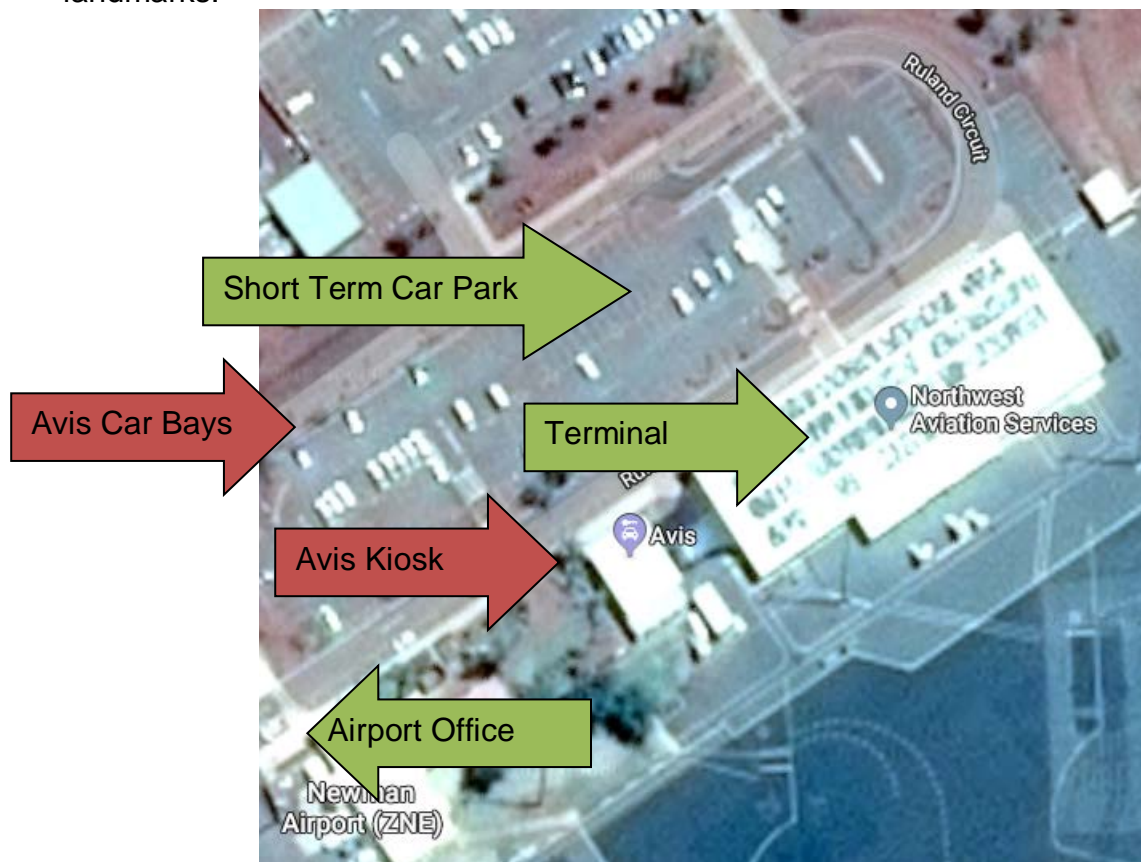 landmarks.
Ruland Circuit
Short Term Car Park
Avis Car Bays
Terminal
Northwest
Aviation Services
Avis
Avis Kiosk
Airport Office
Newman
Airport (ZNE)